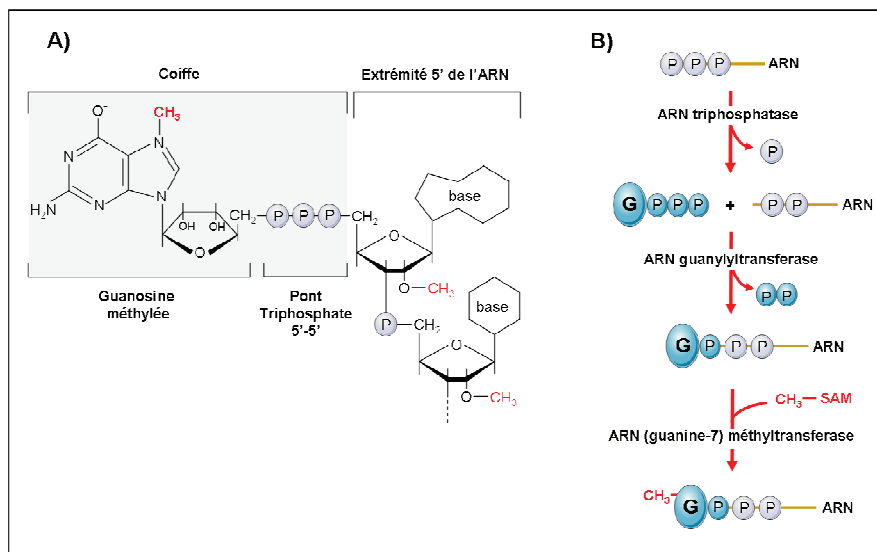 A)
Coiffe
Extrémité 5' de l'ARN
O-
CH3
N
N
N
N
H2N
OH
OH
O
CH2
P P P
CH2
base
O
O CH3
Guanosine
méthylée
Pont
Triphosphate
5'-5'
P
CH2
base
O
O CH3
B)
P P P ARN
ARN triphosphatase
P
G P P P + P P ARN
ARN guanylyltransferase
P P
G P P P ARN
CH3 SAM
ARN (guanine-7) méthyltransferase
CH3
G P P P ARN